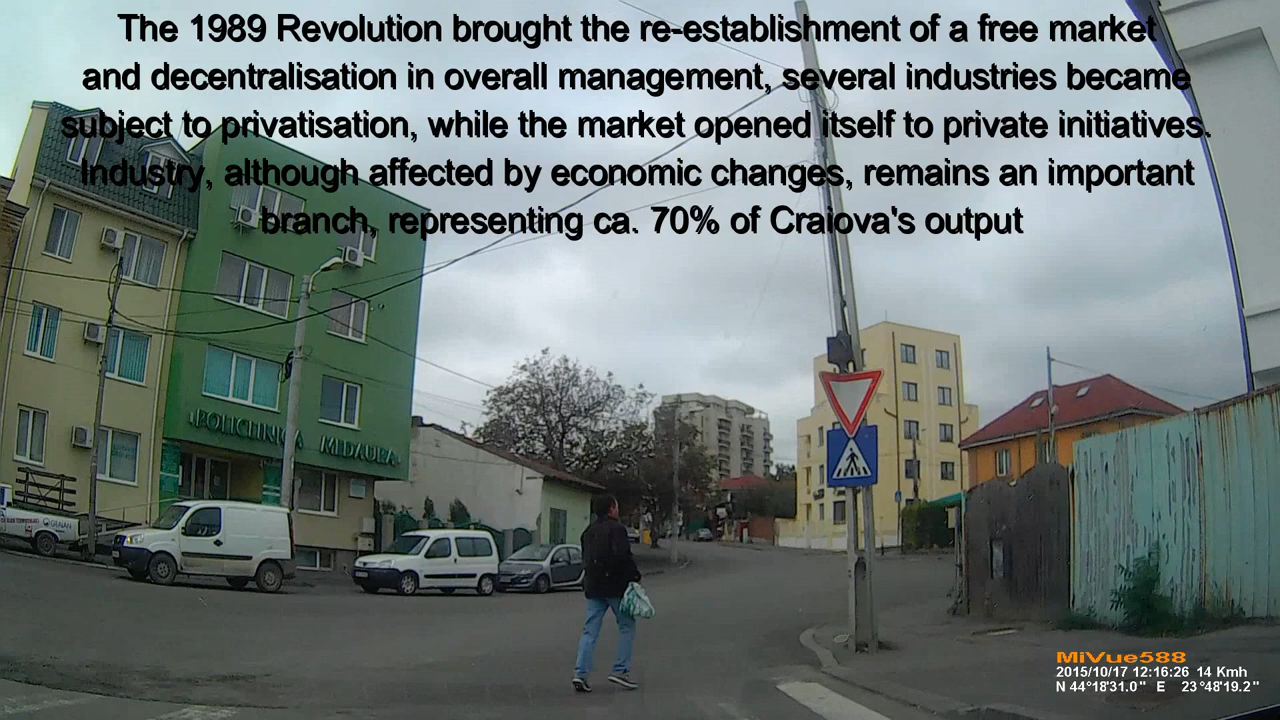 The 1989 Revolution brought the re-establishment of a free market
and decentralisation in overall management, several industries became
subject to privatisation, while the market opened itself to private initiatives.
Industry, although affected by economic changes, remains an important
branch, representing ca. 70% of Craiova's output
POLICLINICA MIDAURA
MiVue588
2015/10/17 12:16:26 14 Kmh
N 44°18'31.0" E 23°48'19.2"